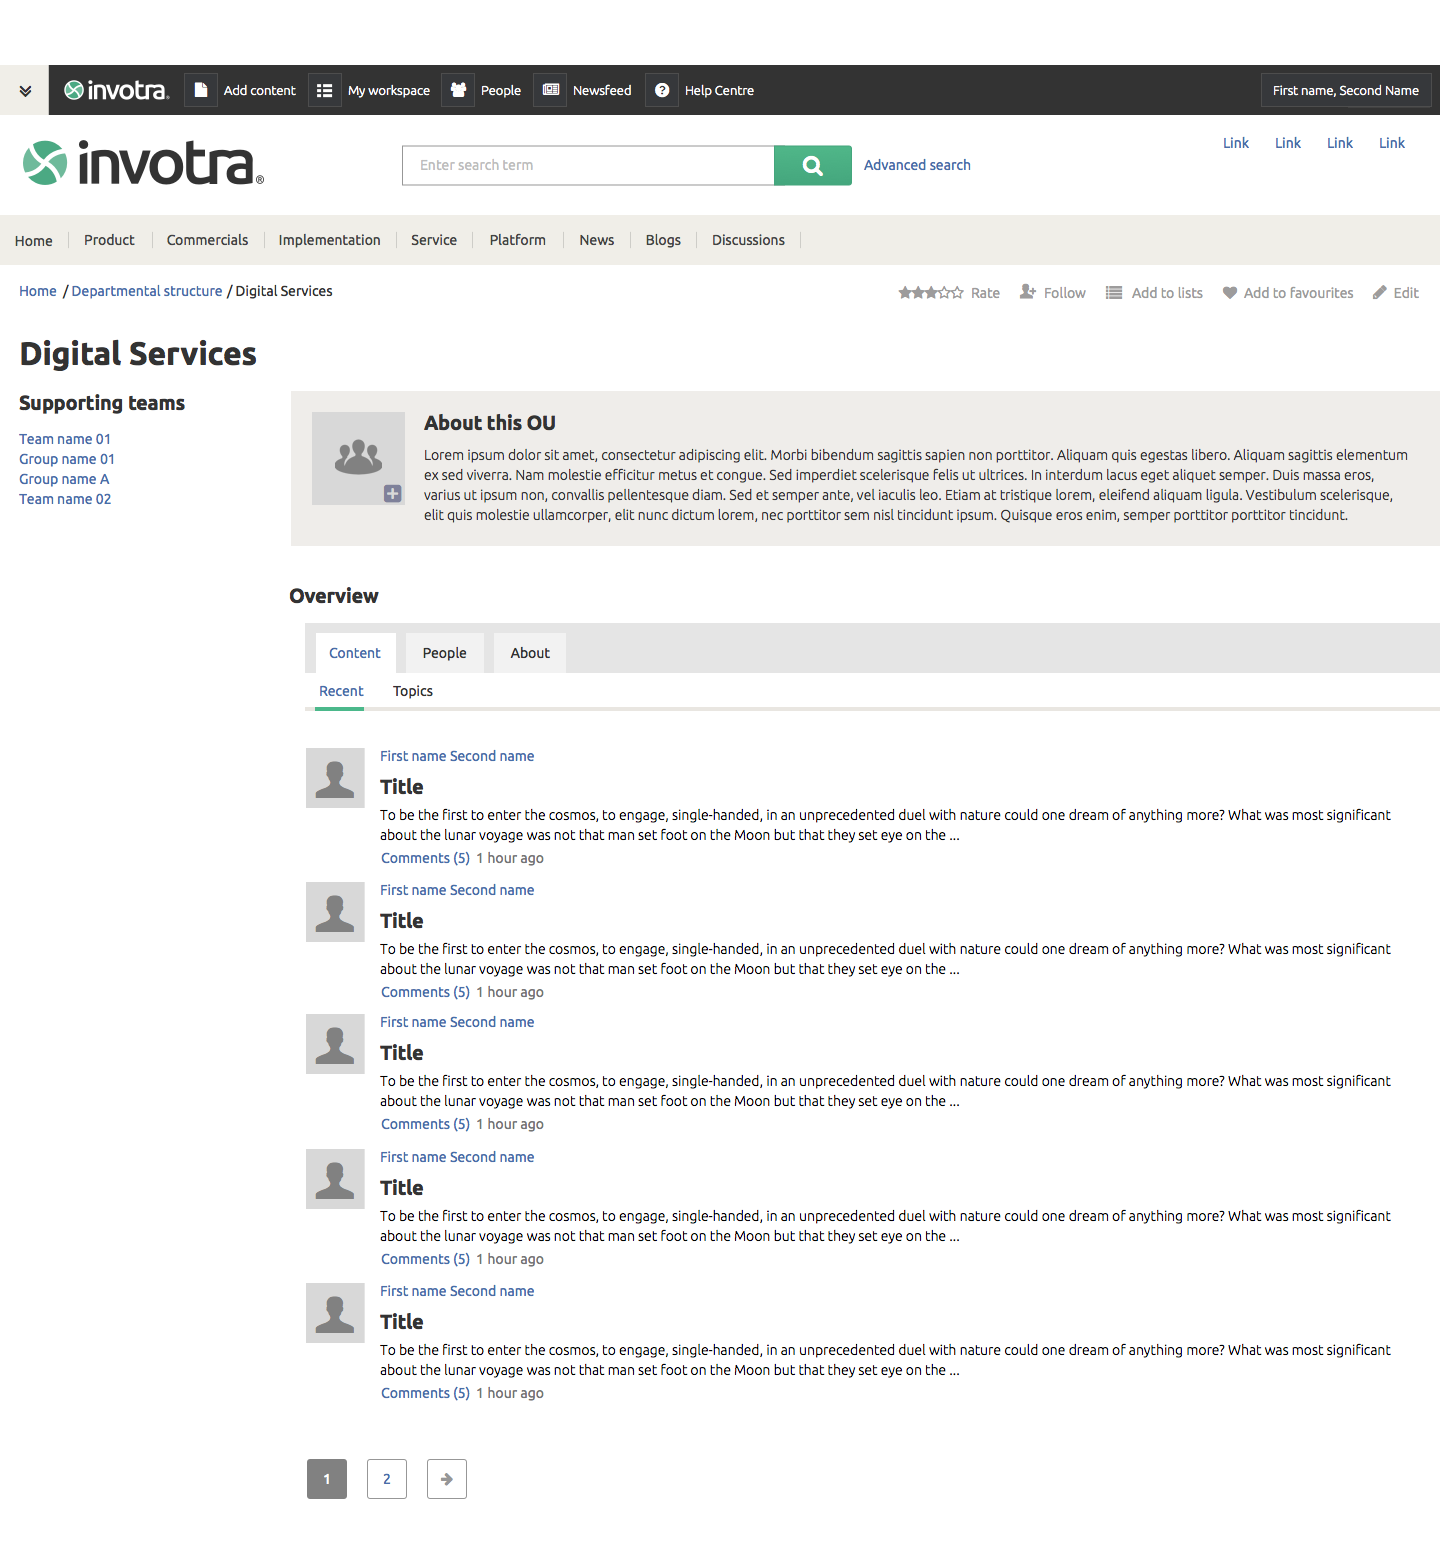 invotra®
Add content
My workspace
People
Newsfeed
Help Centre
First name, Second Name
invotra®
Enter search term
Advanced search
Link Link Link Link
Home
Product
Commercials
Implementation
Service
Platform
News
Blogs
Discussions
Home / Departmental structure / Digital Services
Rate
Follow
Add to lists
Add to favourites
Edit
Digital Services
Supporting teams
Team name 01
Group name 01
Group name A
Team name 02
About this OU
Lorem ipsum dolor sit amet, consectetur adipiscing elit. Morbi bibendum sagittis sapien non porttitor. Aliquam quis egestas libero. Aliquam sagittis elementum
ex sed viverra. Nam molestie efficitur metus et congue. Sed imperdiet scelerisque felis ut ultrices. In interdum lacus eget aliquet semper. Duis massa eros,
varius ut ipsum non, convallis pellentesque diam. Sed et semper ante, vel iaculis leo. Etiam at tristique lorem, eleifend aliquam ligula. Vestibulum scelerisque,
elit quis molestie ullamcorper, elit nunc dictum lorem, nec porttitor sem nisl tincidunt ipsum. Quisque eros enim, semper porttitor porttitor tincidunt.
Overview
Content
People
About
Recent
Topics
First name Second name
Title
To be the first to enter the cosmos, to engage, single-handed, in an unprecedented duel with nature could one dream of anything more? What was most significant
about the lunar voyage was not that man set foot on the Moon but that they set eye on the ...
Comments (5) 1 hour ago
First name Second name
Title
To be the first to enter the cosmos, to engage, single-handed, in an unprecedented duel with nature could one dream of anything more? What was most significant
about the lunar voyage was not that man set foot on the Moon but that they set eye on the ...
Comments (5) 1 hour ago
First name Second name
Title
To be the first to enter the cosmos, to engage, single-handed, in an unprecedented duel with nature could one dream of anything more? What was most significant
about the lunar voyage was not that man set foot on the Moon but that they set eye on the ...
Comments (5) 1 hour ago
First name Second name
Title
To be the first to enter the cosmos, to engage, single-handed, in an unprecedented duel with nature could one dream of anything more? What was most significant
about the lunar voyage was not that man set foot on the Moon but that they set eye on the ...
Comments (5) 1 hour ago
First name Second name
Title
To be the first to enter the cosmos, to engage, single-handed, in an unprecedented duel with nature could one dream of anything more? What was most significant
about the lunar voyage was not that man set foot on the Moon but that they set eye on the ...
Comments (5) 1 hour ago
1 2